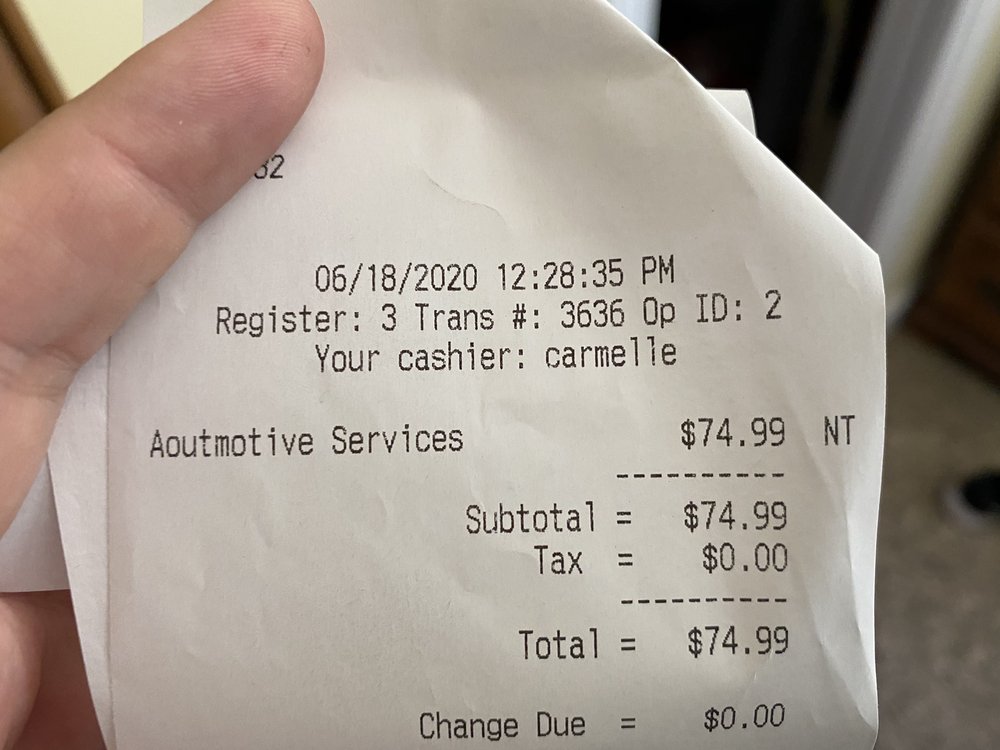 32
06/18/2020 12:28:35 PM
Register: 3 Trans #: 3636 Op ID: 2
Your cashier: carmelle
Aoutmotive Services $74.99 NT
----------
Subtotal = $74.99
Tax = $0.00
----------
Total = $74.99
Change Due = $0.00